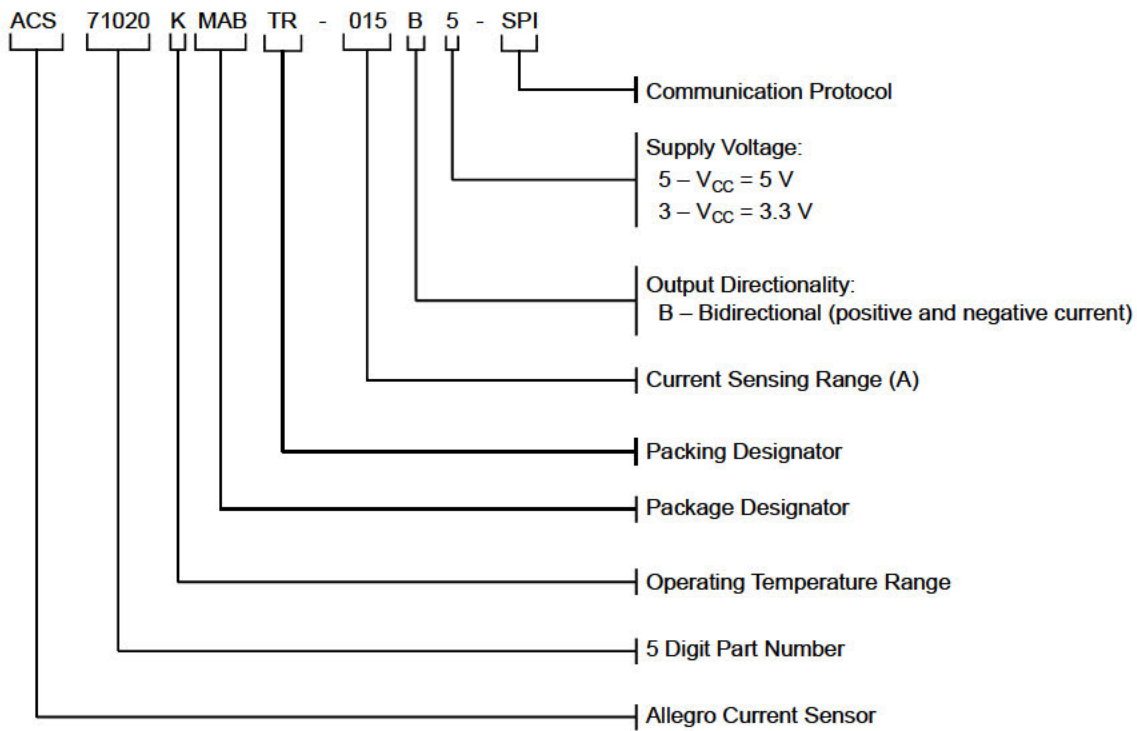 ACS 71020 K MAB TR - 015 B 5 - SPI
Communication Protocol
Supply Voltage:
5 – VCC = 5 V
3 – VCC = 3.3 V
Output Directionality:
B – Bidirectional (positive and negative current)
Current Sensing Range (A)
Packing Designator
Package Designator
Operating Temperature Range
5 Digit Part Number
Allegro Current Sensor